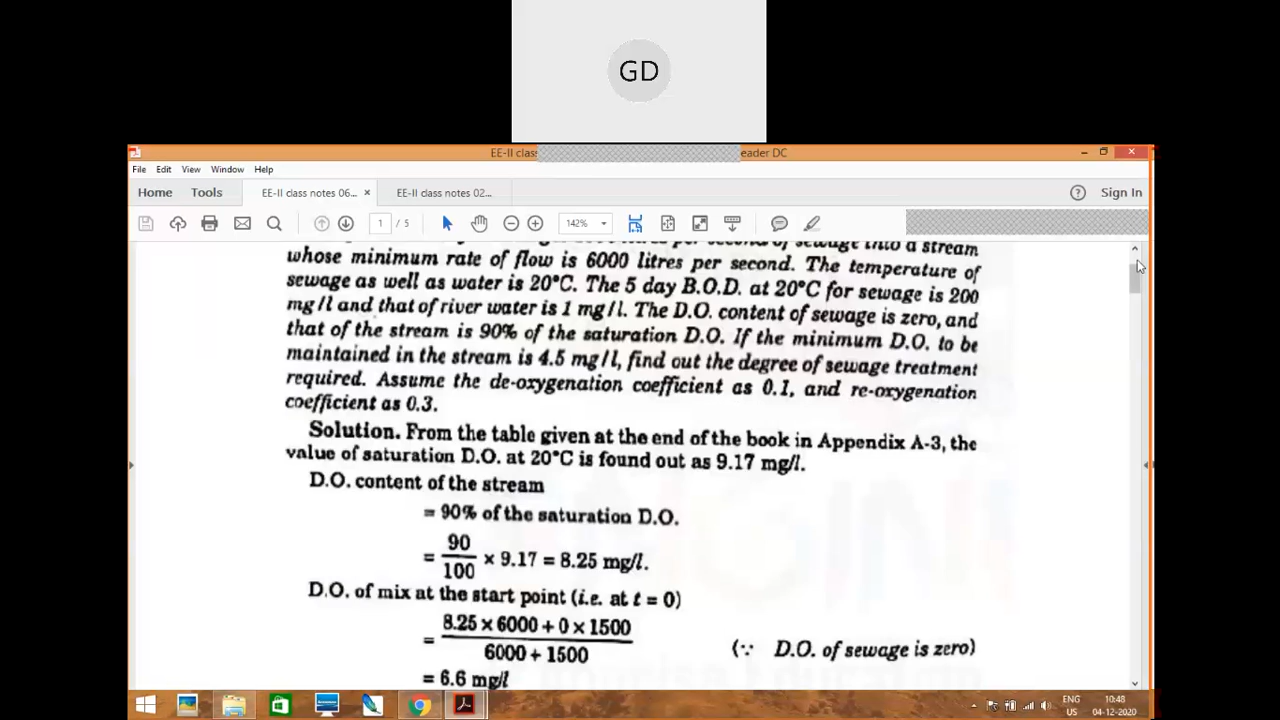 GD
EE-II class
eader DC
File Edit View Window Help
Home Tools EE-II class notes 06... × EE-II class notes 02... Sign In
1 / 5 142%
of sewage into a stream
whose minimum rate of flow is 6000 litres per second. The temperature of
sewage as well as water is 20°C. The 5 day B.O.D. at 20°C for sewage is 200
mg/l and that of river water is 1 mg/l. The D.O. content of sewage is zero, and
that of the stream is 90% of the saturation D.O. If the minimum D.O. to be
maintained in the stream is 4.5 mg/l, find out the degree of sewage treatment
required. Assume the de-oxygenation coefficient as 0.1, and re-oxygenation
coefficient as 0.3.
Solution. From the table given at the end of the book in Appendix A-3, the
value of saturation D.O. at 20°C is found out as 9.17 mg/l.
D.O. content of the stream
= 90% of the saturation D.O.
= 90/100 × 9.17 = 8.25 mg/l.
D.O. of mix at the start point (i.e. at t = 0)
= 8.25 × 6000 + 0 × 1500 / 6000 + 1500 (∵ D.O. of sewage is zero)
= 6.6 mg/l
ENG 10:48
US 04-12-2020